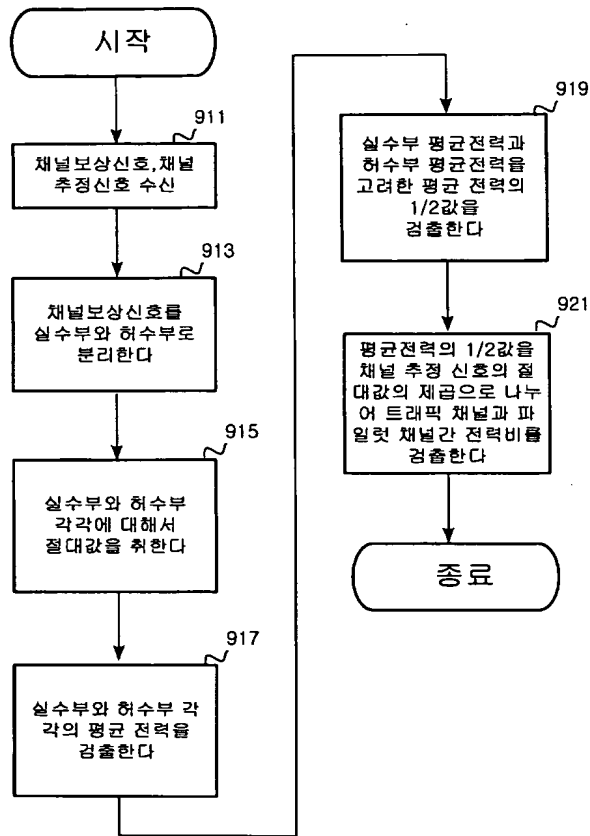 시작
911
채널보상신호,채널
추정신호 수신
913
채널보상신호를
실수부와 허수부로
분리한다
915
실수부와 허수부
각각에 대해서
절대값을 취한다
917
실수부와 허수부 각
각의 평균 전력을
검출한다
919
실수부 평균전력과
허수부 평균전력을
고려한 평균 전력의
1/2값을
검출한다
921
평균전력의 1/2값을
채널 추정 신호의 절
대값의 제곱으로 나누
어 트래픽 채널과 파
일럿 채널간 전력비를
검출한다
종료